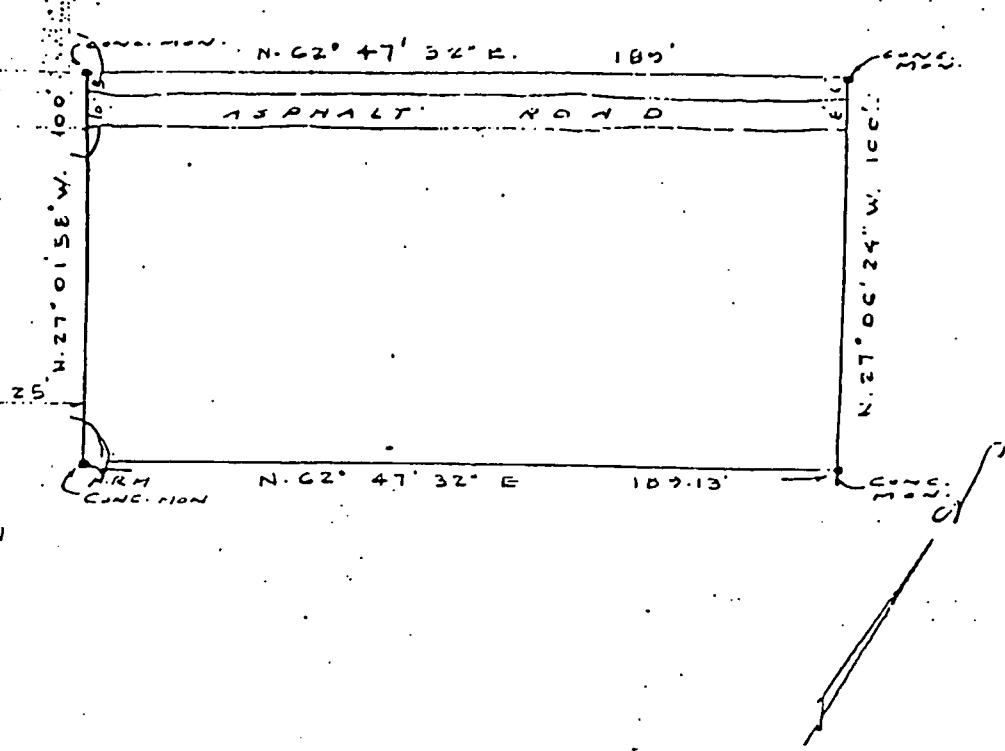 CONC. MON.
N. 62° 47' 32" E. 189'
CONC. MON.
100'
ASPHALT ROAD
N. 27° 01' 58" W.
N. 27° 06' 24" W. 100'
25'
N.R.M
CONC. MON
N. 62° 47' 32" E 189.13'
CONC. MON.